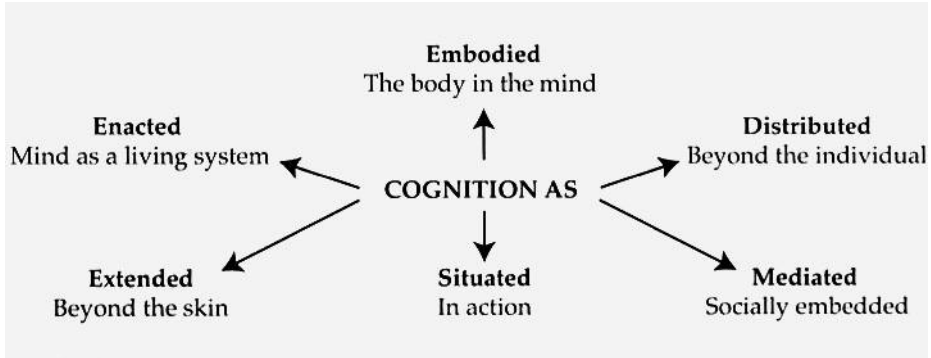 Embodied
The body in the mind
Enacted
Mind as a living system
Distributed
Beyond the individual
COGNITION AS
Extended
Beyond the skin
Situated
In action
Mediated
Socially embedded